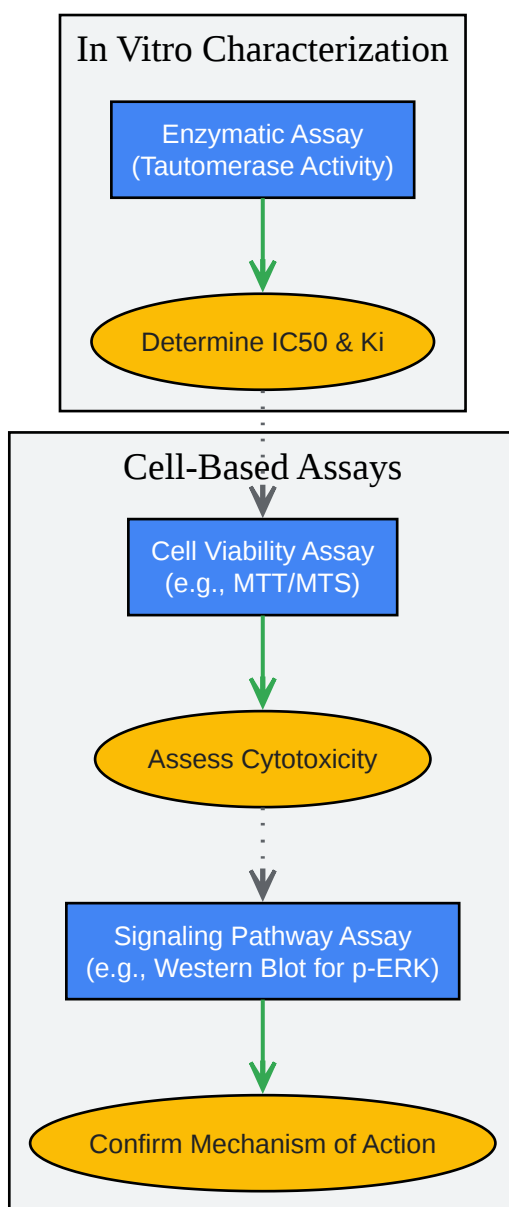 In Vitro Characterization
Enzymatic Assay
(Tautomerase Activity)
Determine IC50 & Ki
Cell-Based Assays
Cell Viability Assay
(e.g., MTT/MTS)
Assess Cytotoxicity
Signaling Pathway Assay
(e.g., Western Blot for p-ERK)
Confirm Mechanism of Action